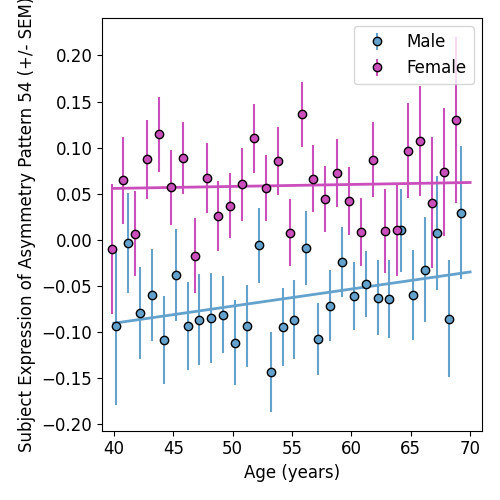 Subject Expression of Asymmetry Pattern 54 (+/- SEM)
0.20
0.15
0.10
0.05
0.00
−0.05
−0.10
−0.15
−0.20
Male
Female
40 45 50 55 60 65 70
Age (years)